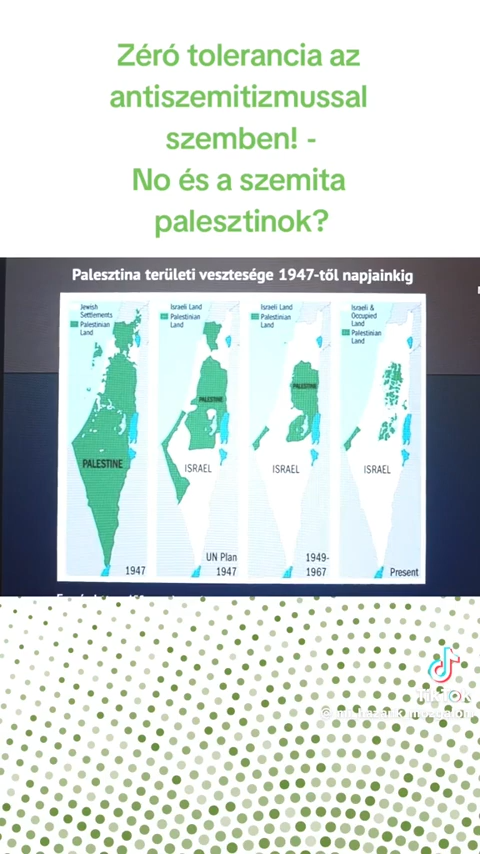 Zéró tolerancia az
antiszemitizmussal
szemben! -
No és a szemita
palesztinok?
Palesztina területi vesztesége 1947-től napjainkig
Jewish
Settlements
Palestinian
Land
PALESTINE
1947
Israeli Land
Palestinian
Land
PALESTINE
ISRAEL
UN Plan
1947
Israeli Land
Palestinian
Land
PALESTINE
ISRAEL
1949-
1967
Israeli &
Occupied
Land
Palestinian
Land
ISRAEL
Present
TikTok